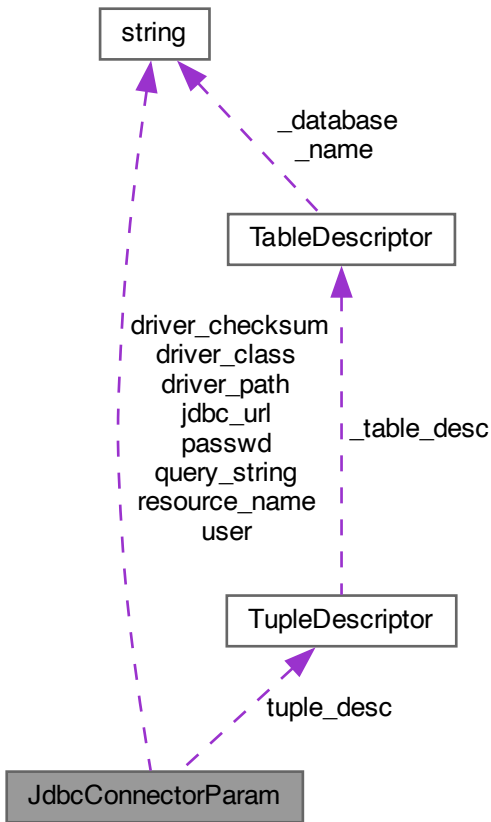 string
_database
_name
TableDescriptor
driver_checksum
driver_class
driver_path
jdbc_url
passwd
query_string
resource_name
user
_table_desc
TupleDescriptor
tuple_desc
JdbcConnectorParam